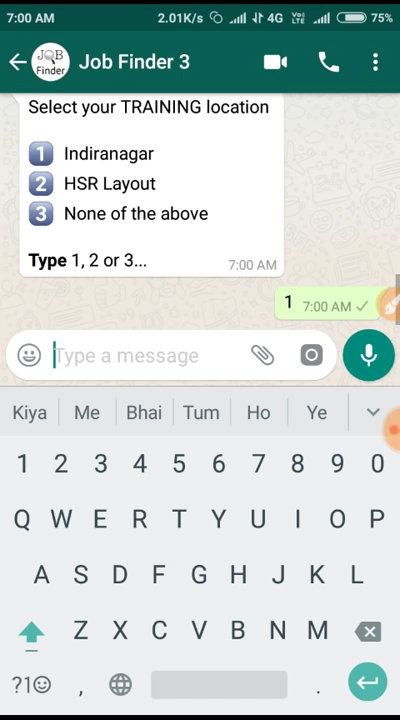 7:00 AM 2.01K/s 4G VoLTE 75%
JOB Finder
Job Finder 3
Select your TRAINING location
1 Indiranagar
2 HSR Layout
3 None of the above
Type 1, 2 or 3...
7:00 AM
1 7:00 AM
Type a message
Kiya Me Bhai Tum Ho Ye
1 2 3 4 5 6 7 8 9 0
Q W E R T Y U I O P
A S D F G H J K L
Z X C V B N M
?1☺ , .